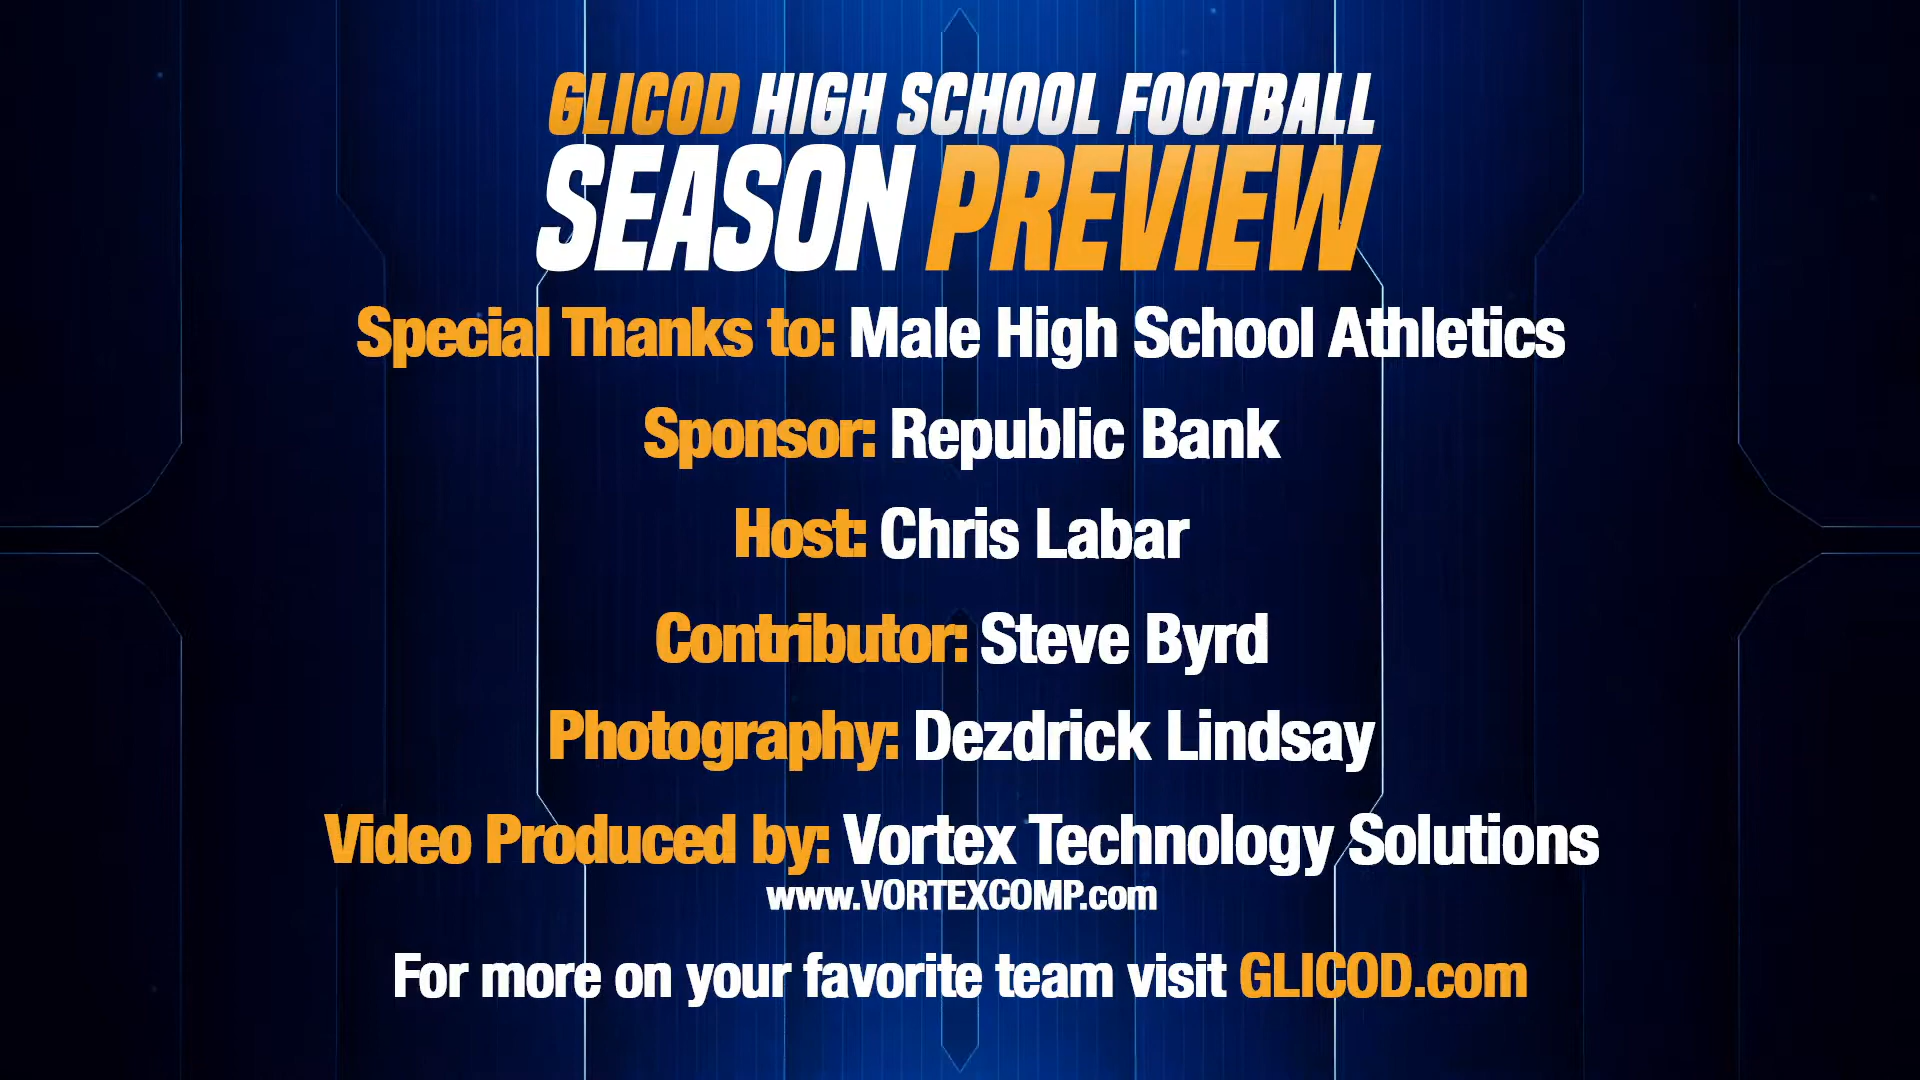 GLICOD HIGH SCHOOL FOOTBALL
SEASON PREVIEW
Special Thanks to: Male High School Athletics
Sponsor: Republic Bank
Host: Chris Labar
Contributor: Steve Byrd
Photography: Dezdrick Lindsay
Video Produced by: Vortex Technology Solutions
www.VORTEXCOMP.com
For more on your favorite team visit GLICOD.com